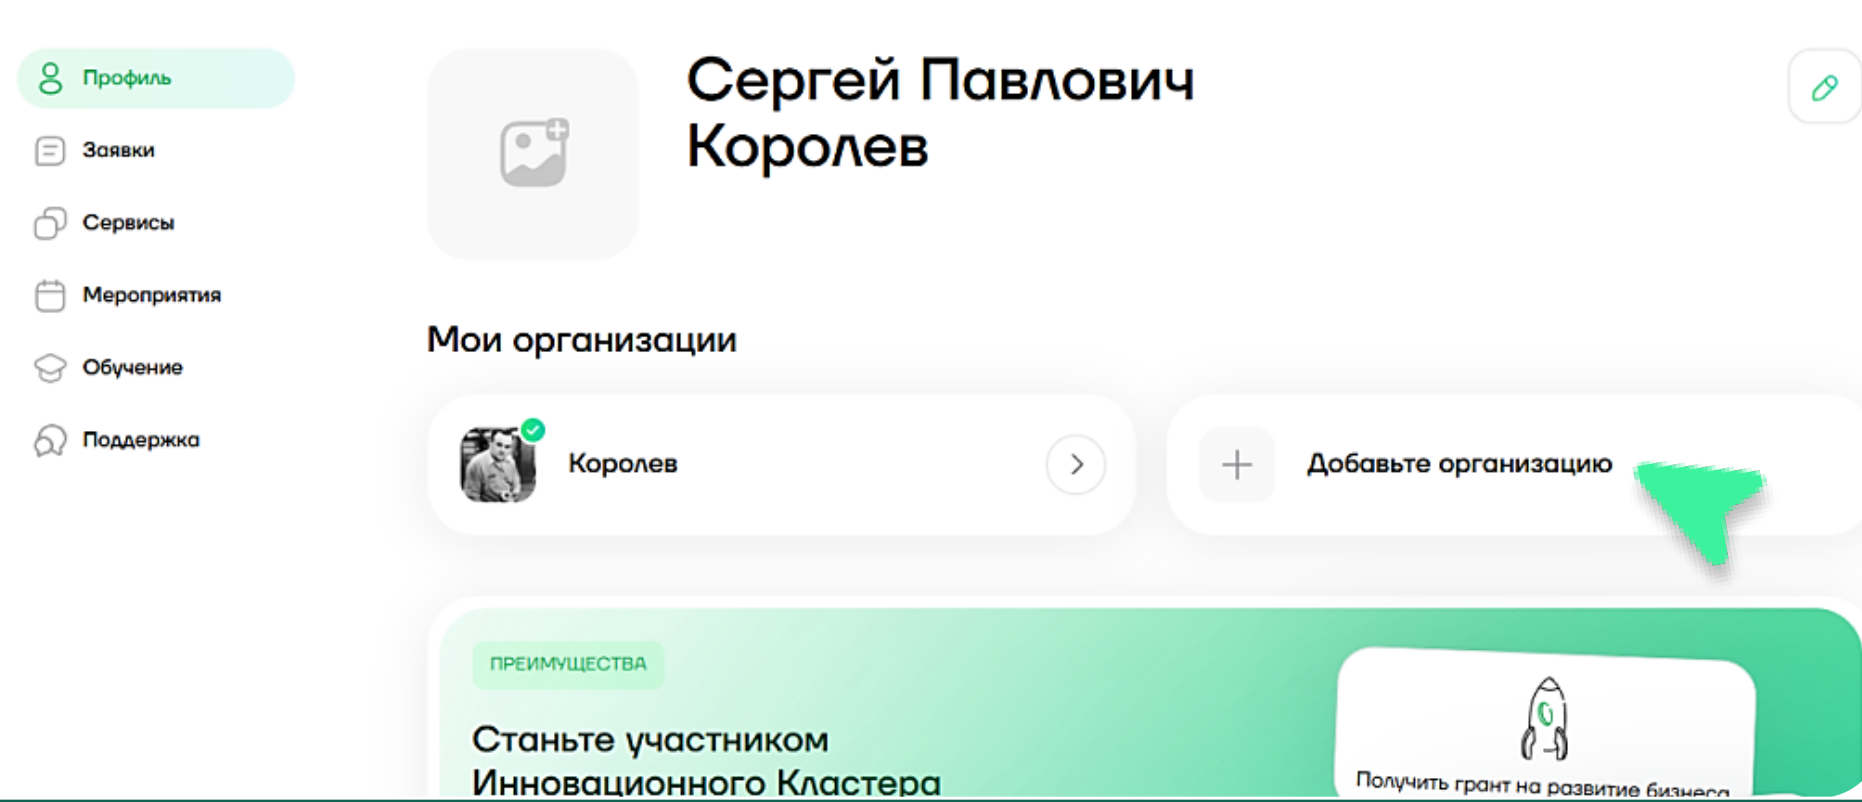 Профиль
Заявки
Сервисы
Мероприятия
Обучение
Поддержка
Сергей Павлович
Королев
Мои организации
Королев
Добавьте организацию
ПРЕИМУЩЕСТВА
Станьте участником
Инновационного Кластера
Получить грант на развитие бизнеса